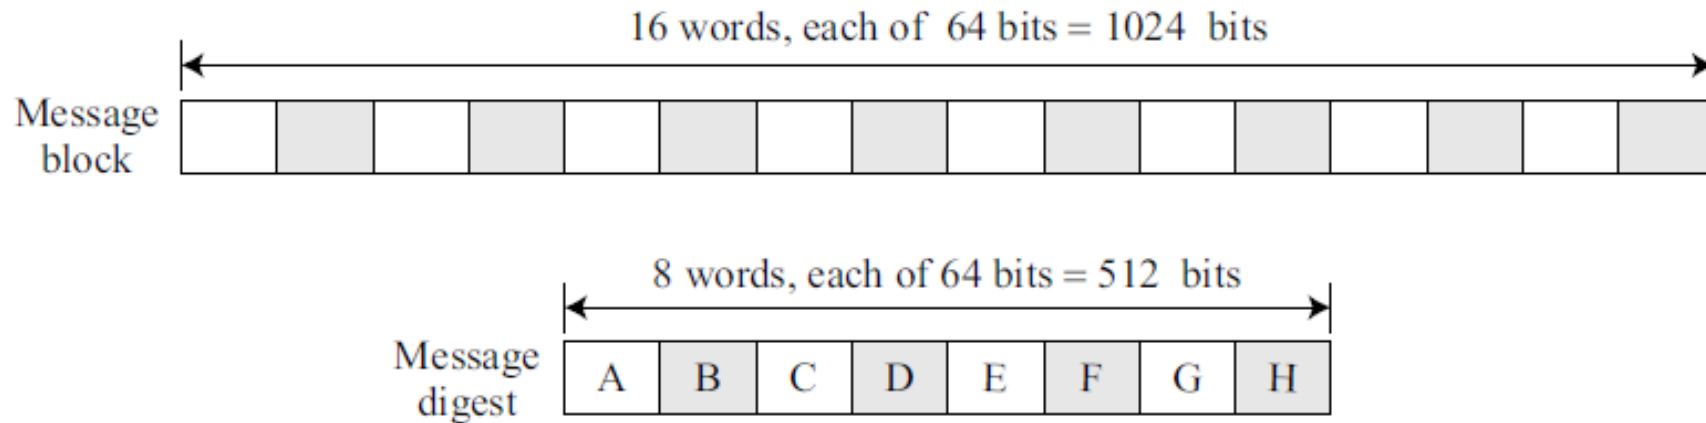 16 words, each of 64 bits = 1024 bits
Message
block
8 words, each of 64 bits = 512 bits
Message
digest
A B C D E F G H